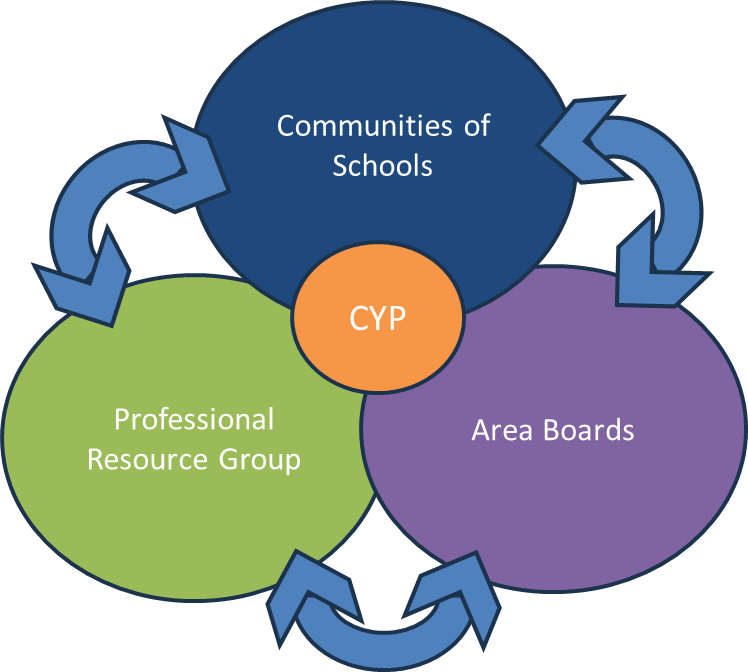 Communities of
Schools
CYP
Professional
Resource Group
Area Boards